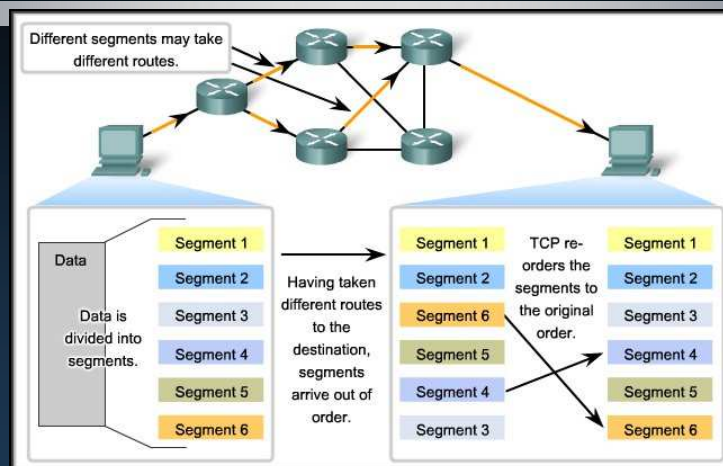 Different segments may take
different routes.
Data
Data is
divided into
segments.
Segment 1
Segment 2
Segment 3
Segment 4
Segment 5
Segment 6
Having taken
different routes
to the
destination,
segments
arrive out of
order.
Segment 1
Segment 2
Segment 6
Segment 5
Segment 4
Segment 3
TCP re-
orders the
segments to
the original
order.
Segment 1
Segment 2
Segment 3
Segment 4
Segment 5
Segment 6